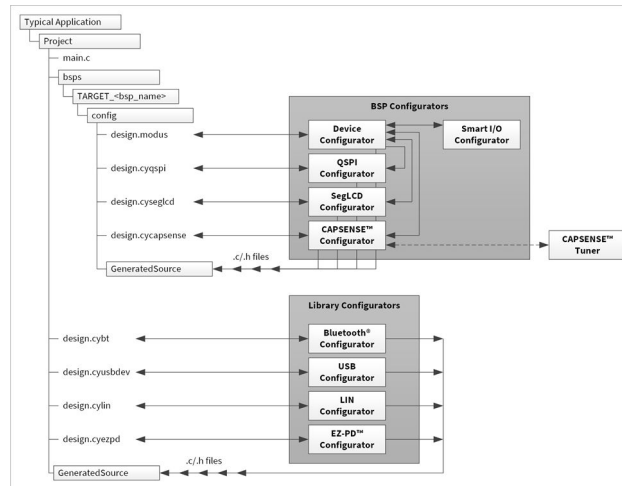 Typical Application
Project
main.c
bsps
TARGET_<bsp_name>
config
BSP Configurators
design.modus
Device
Configurator
Smart I/O
Configurator
design.cyqspi
QSPI
Configurator
design.cyseglcd
SegLCD
Configurator
design.cycapsense
CAPSENSE™
Configurator
CAPSENSE™
Tuner
.c/.h files
GeneratedSource
Library Configurators
design.cybt
Bluetooth®
Configurator
design.cyusbdev
USB
Configurator
design.cylin
LIN
Configurator
design.cyezpd
EZ-PD™
Configurator
.c/.h files
GeneratedSource